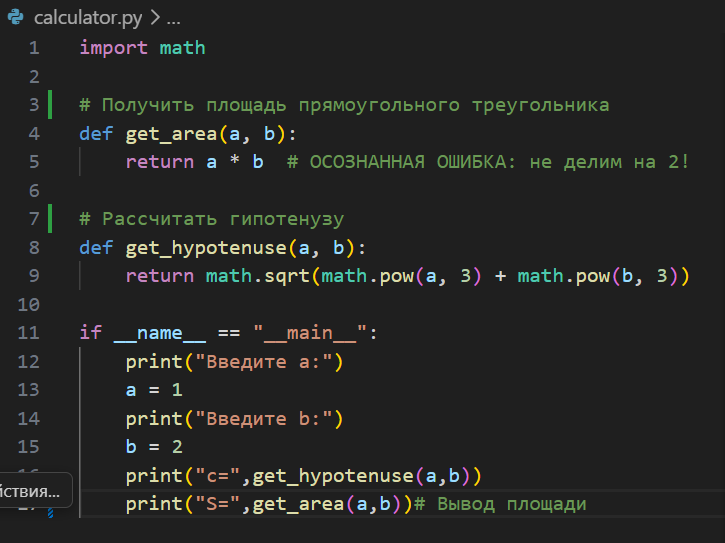 calculator.py > ...
1 import math
2
3 # Получить площадь прямоугольного треугольника
4 def get_area(a, b):
5     return a * b  # ОСОЗНАННАЯ ОШИБКА: не делим на 2!
6
7 # Рассчитать гипотенузу
8 def get_hypotenuse(a, b):
9     return math.sqrt(math.pow(a, 3) + math.pow(b, 3))
10
11 if __name__ == "__main__":
12     print("Введите a:")
13     a = 1
14     print("Введите b:")
15     b = 2
    print("c=",get_hypotenuse(a,b))
    print("S=",get_area(a,b))# Вывод площади